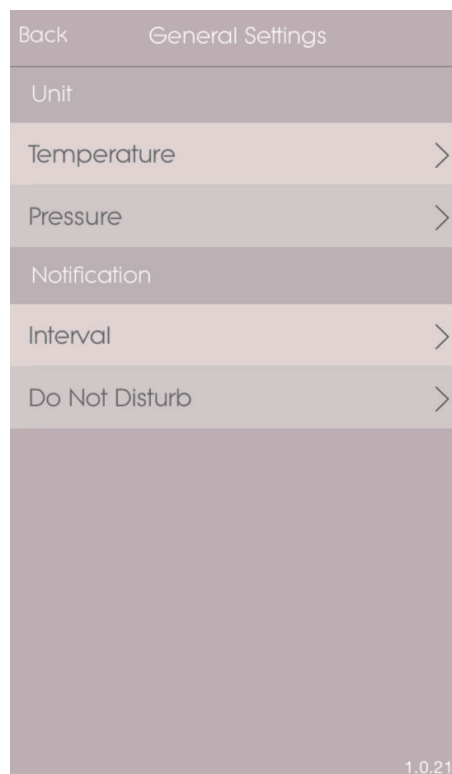 Back
General Settings
Unit
Temperature
Pressure
Notification
Interval
Do Not Disturb
1.0.21